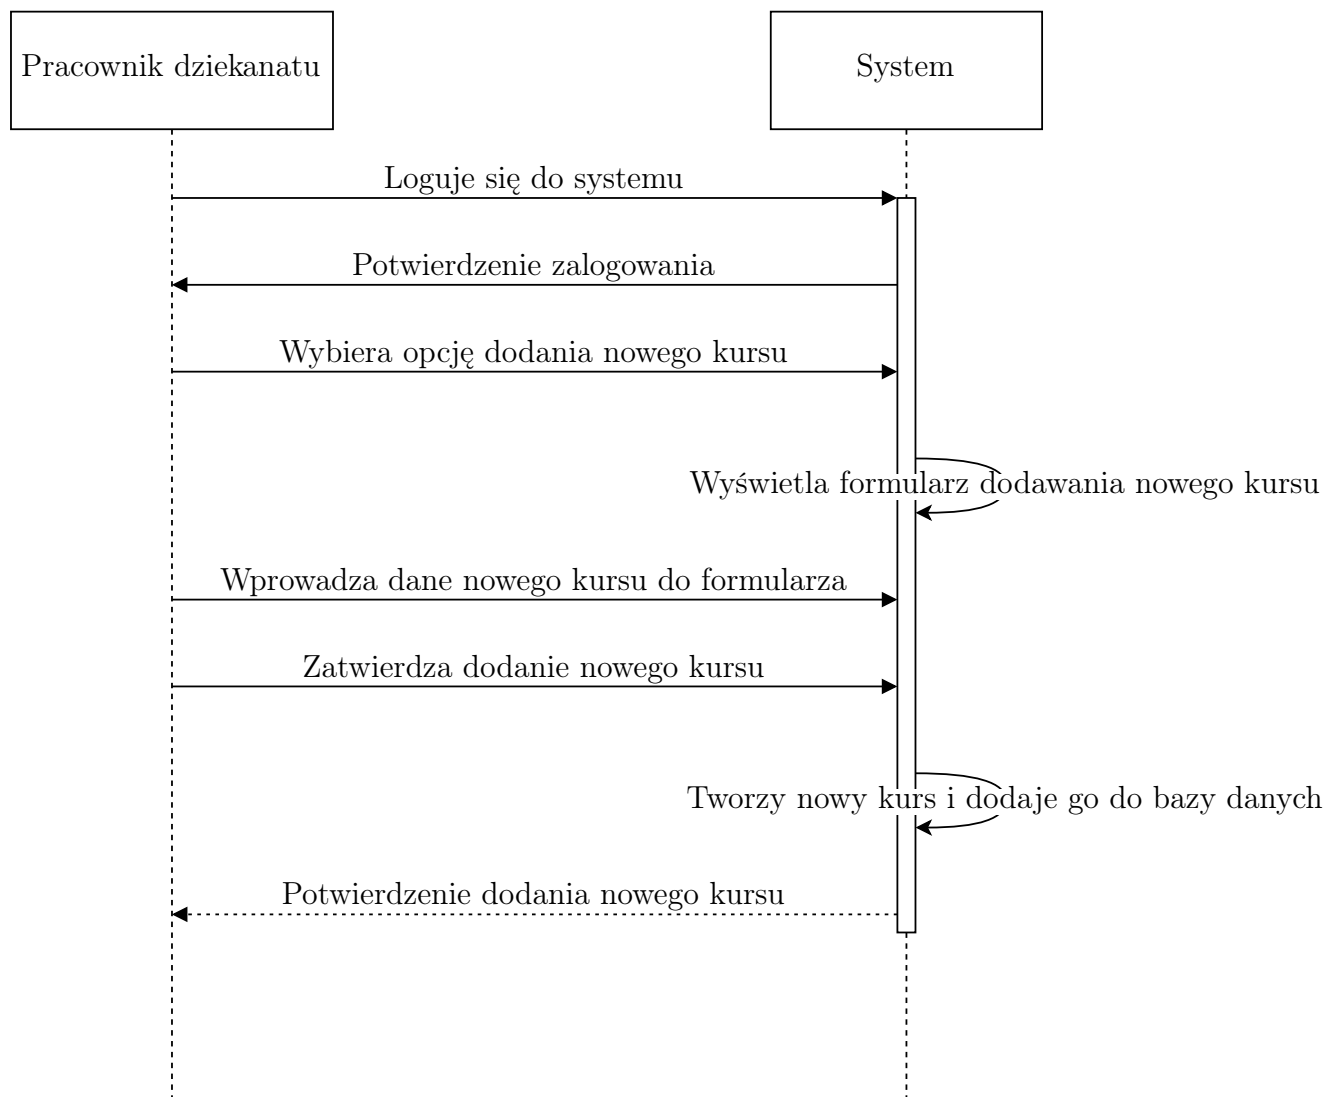 Pracownik dziekanatu
System
Loguje się do systemu
Potwierdzenie zalogowania
Wybiera opcję dodania nowego kursu
Wyświetla formularz dodawania nowego kursu
Wprowadza dane nowego kursu do formularza
Zatwierdza dodanie nowego kursu
Tworzy nowy kurs i dodaje go do bazy danych
Potwierdzenie dodania nowego kursu